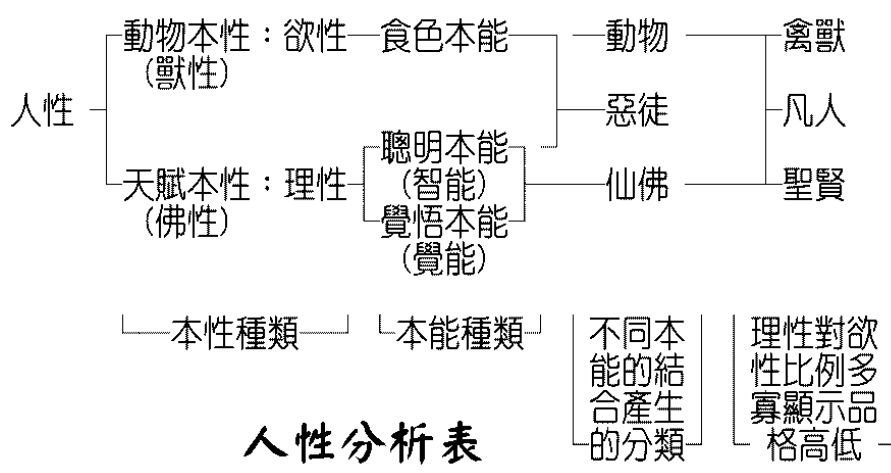 動物本性：欲性 食色本能 動物 禽獸
（獸性）
人性 惡徒 凡人
聰明本能
天賦本性：理性 （智能） 仙佛 聖賢
（佛性） 覺悟本能
（覺能）
本性種類 本能種類 不同本 理性對欲
能的結 性比例多
合產生 寡顯示品
的分類 格高低
人性分析表